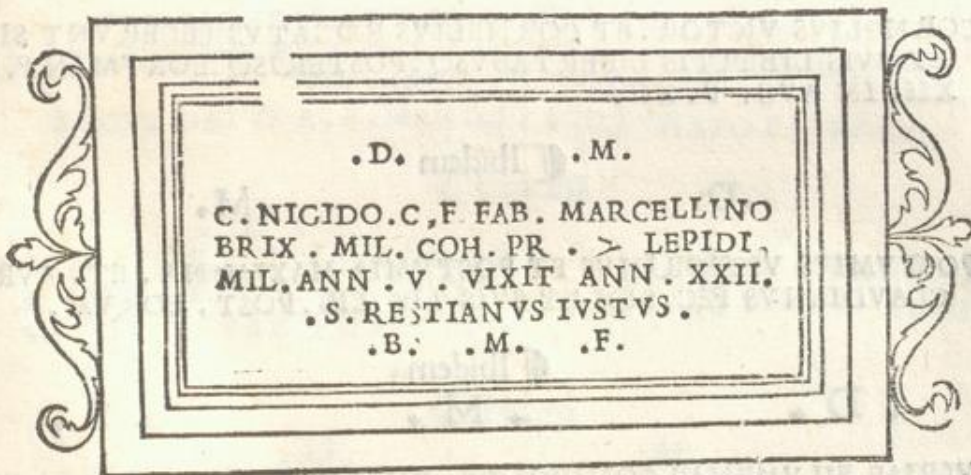 .D. .M.
C. NIGIDO. C, F. FAB. MARCELLINO
BRIX . MIL. COH. PR . > LEPIDI,
MIL. ANN . V . VIXIT ANN . XXII.
.S. RESTIANVS IVSTVS .
.B. .M. .F.